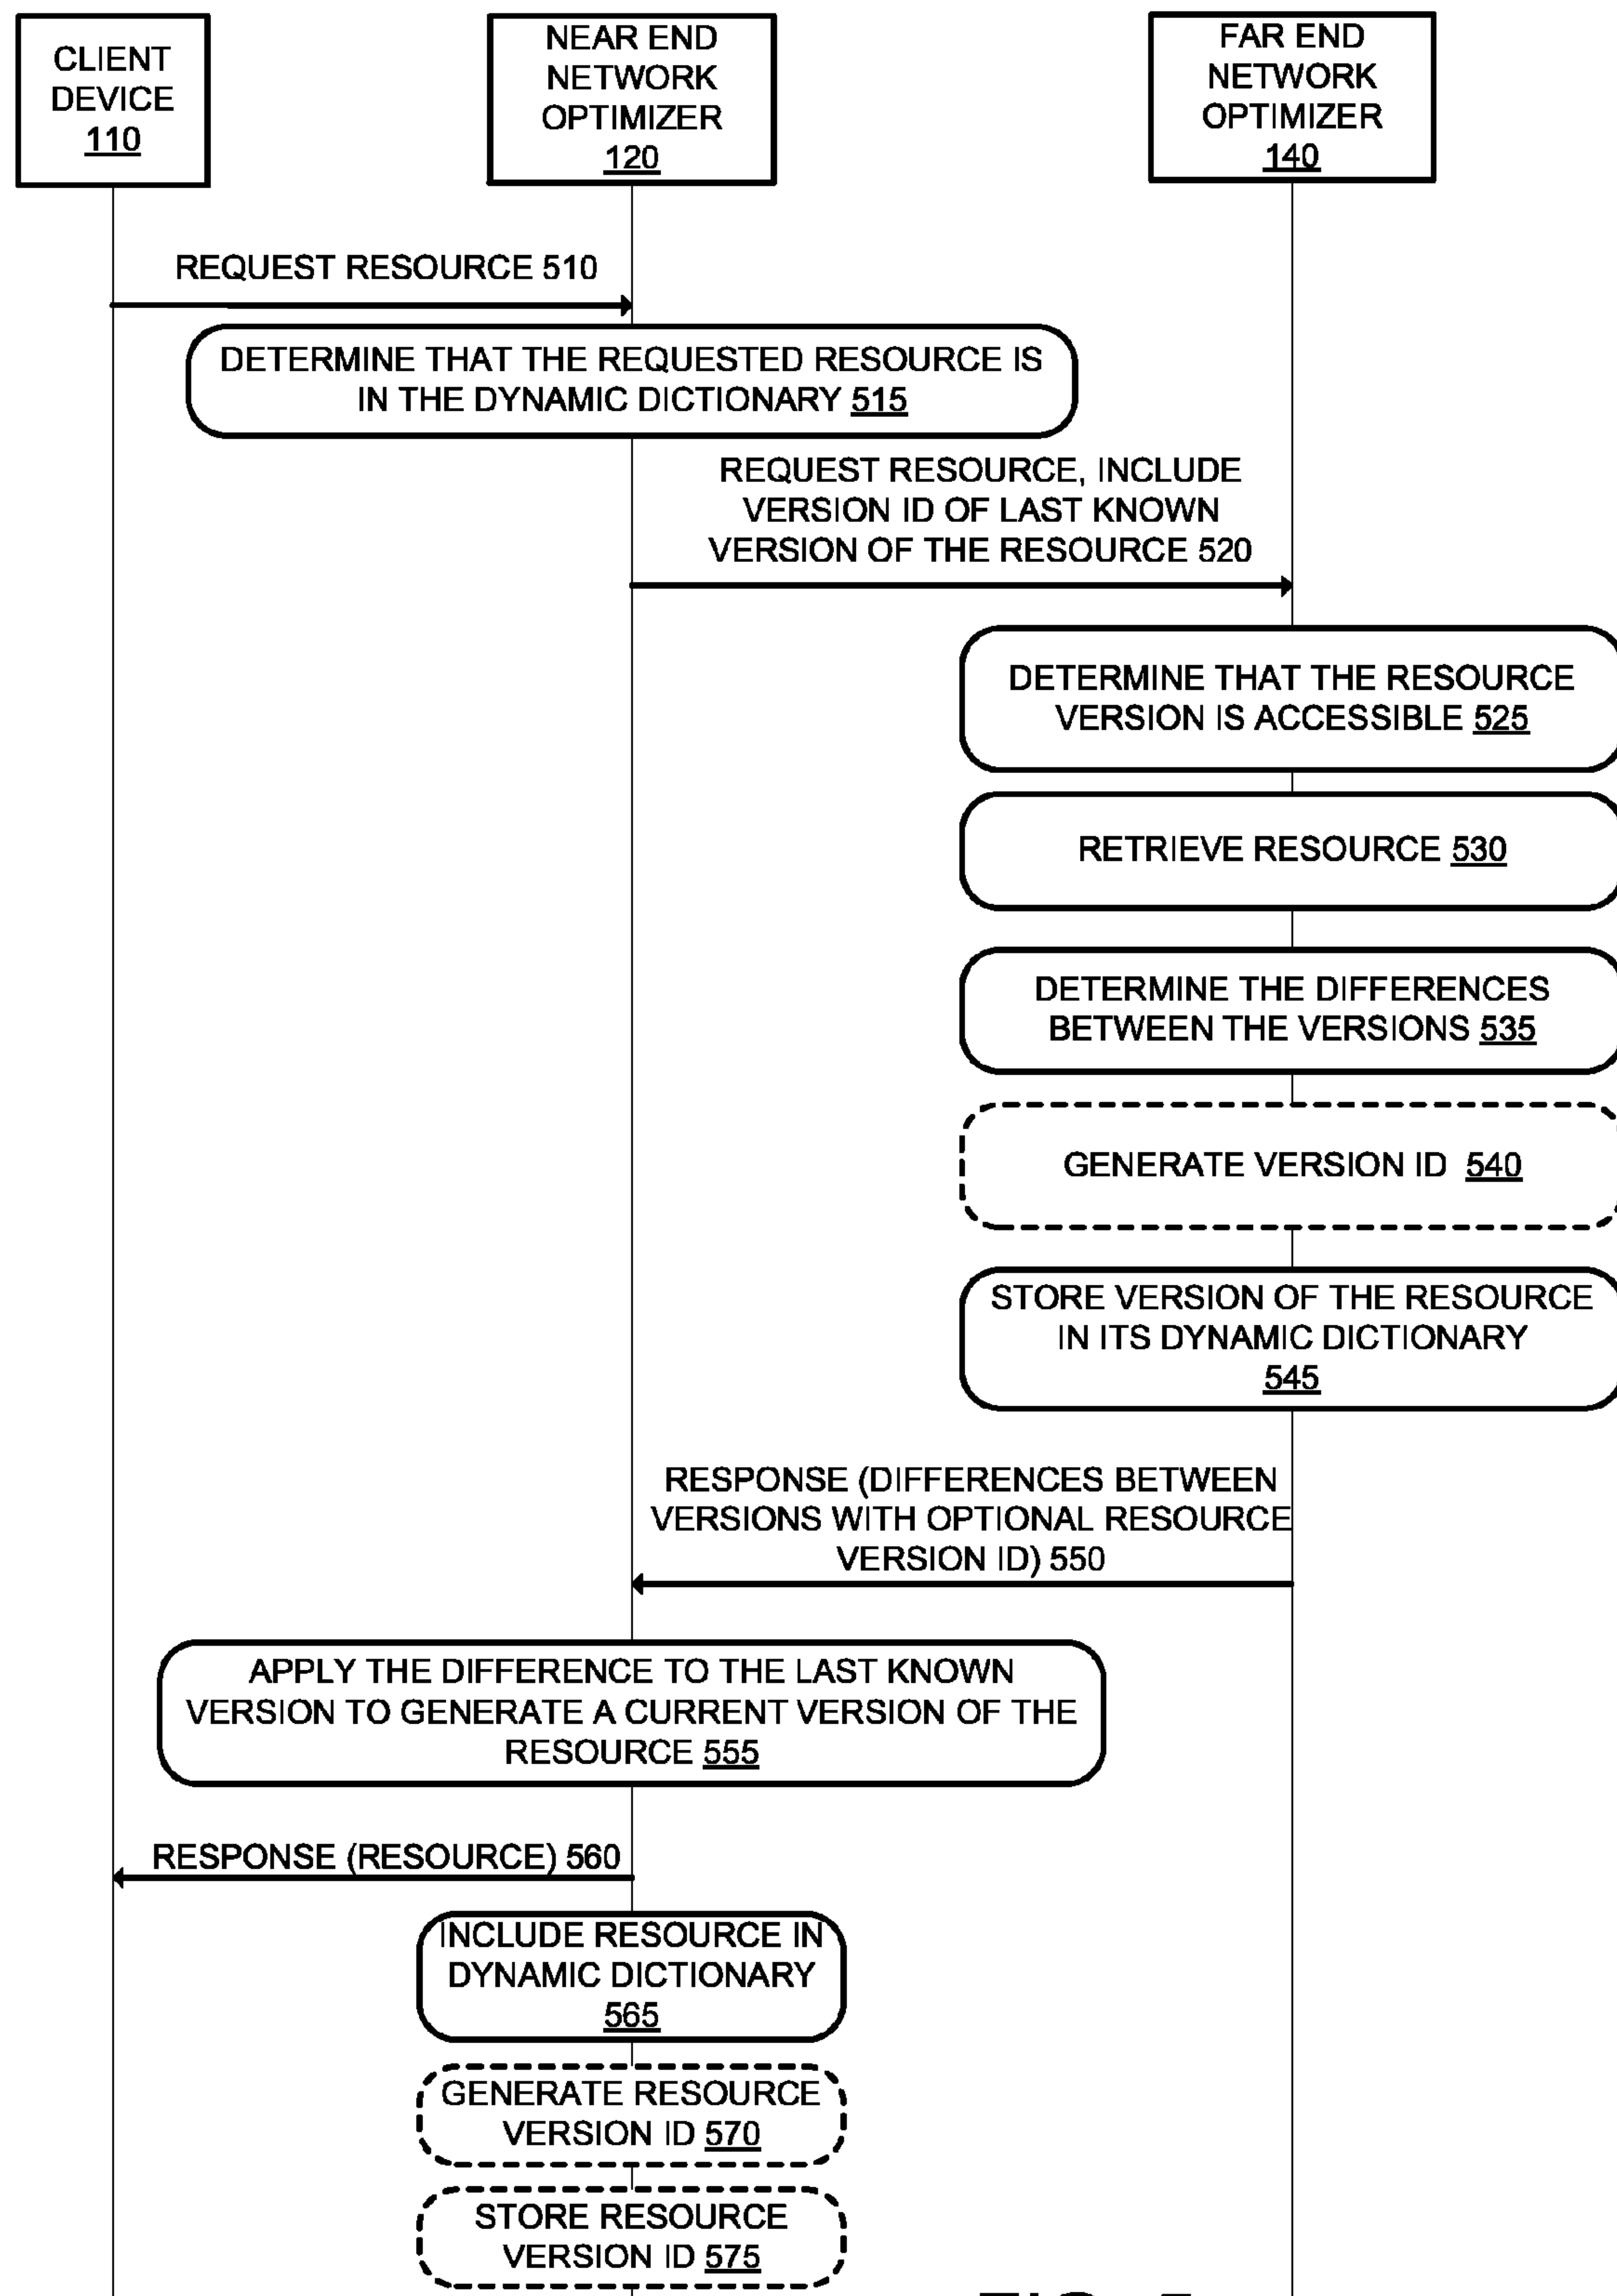 CLIENT
DEVICE
110
NEAR END
NETWORK
OPTIMIZER
120
FAR END
NETWORK
OPTIMIZER
140
REQUEST RESOURCE 510
DETERMINE THAT THE REQUESTED RESOURCE IS
IN THE DYNAMIC DICTIONARY 515
REQUEST RESOURCE, INCLUDE
VERSION ID OF LAST KNOWN
VERSION OF THE RESOURCE 520
DETERMINE THAT THE RESOURCE
VERSION IS ACCESSIBLE 525
RETRIEVE RESOURCE 530
DETERMINE THE DIFFERENCES
BETWEEN THE VERSIONS 535
GENERATE VERSION ID 540
STORE VERSION OF THE RESOURCE
IN ITS DYNAMIC DICTIONARY
545
RESPONSE (DIFFERENCES BETWEEN
VERSIONS WITH OPTIONAL RESOURCE
VERSION ID) 550
APPLY THE DIFFERENCE TO THE LAST KNOWN
VERSION TO GENERATE A CURRENT VERSION OF THE
RESOURCE 555
RESPONSE (RESOURCE) 560
INCLUDE RESOURCE IN
DYNAMIC DICTIONARY
565
GENERATE RESOURCE
VERSION ID 570
STORE RESOURCE
VERSION ID 575